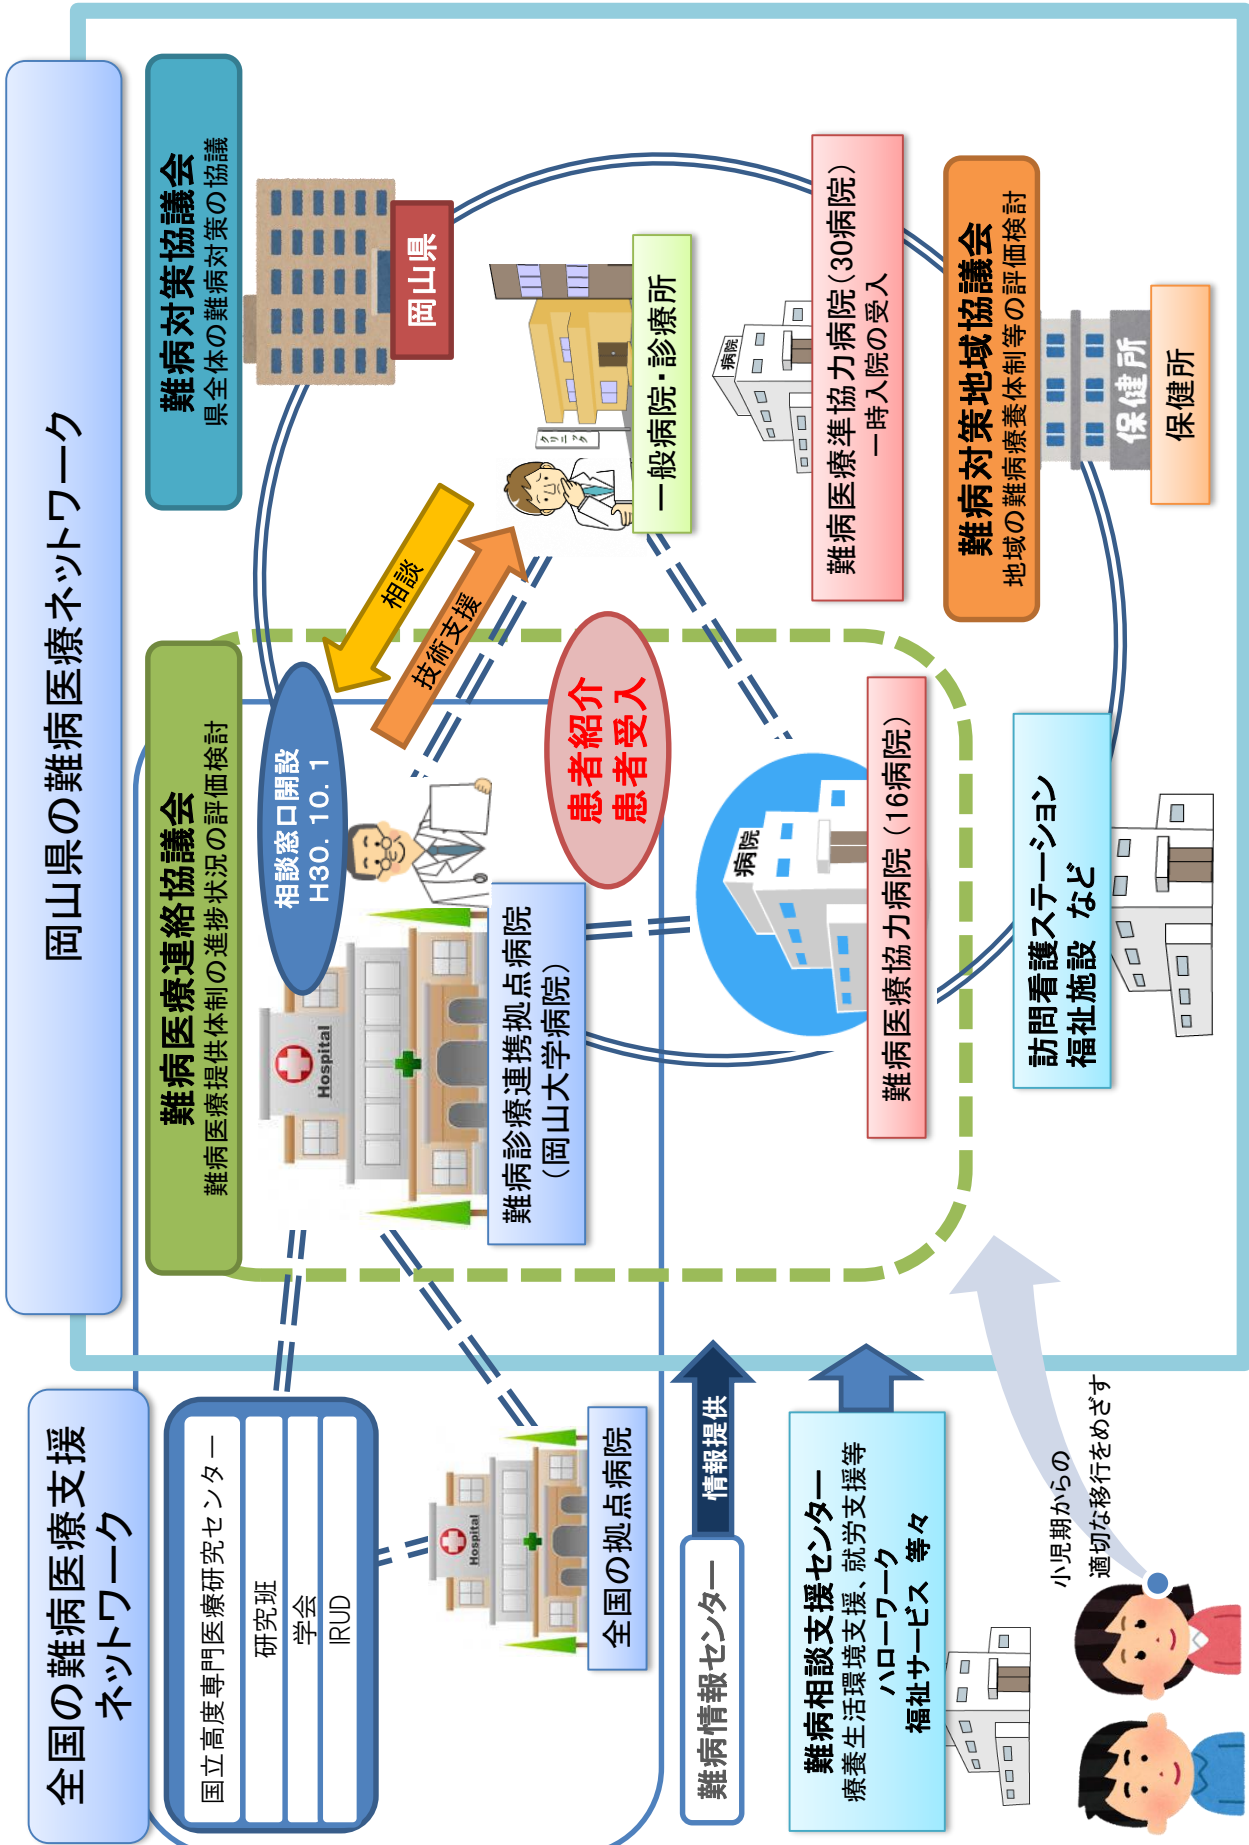 全国の難病医療支援
ネットワーク
国立高度専門医療研究センター
研究班
学会
IRUD
Hospital
全国の拠点病院
難病情報センター
情報提供
難病相談支援センター
療養生活環境支援、就労支援等
ハローワーク
福祉サービス 等々
小児期からの
適切な移行をめざす
岡山県の難病医療ネットワーク
難病医療連絡協議会
難病医療提供体制の進捗状況の評価検討
相談窓口開設
H30. 10. 1
Hospital
難病診療連携拠点病院
(岡山大学病院)
相談
技術支援
患者紹介
患者受入
病院
難病医療協力病院(16病院)
訪問看護ステーション
福祉施設 など
難病対策協議会
県全体の難病対策の協議
岡山県
クリニック
一般病院・診療所
病院
難病医療準協力病院(30病院)
一時入院の受入
難病対策地域協議会
地域の難病療養体制等の評価検討
保健所
保健所